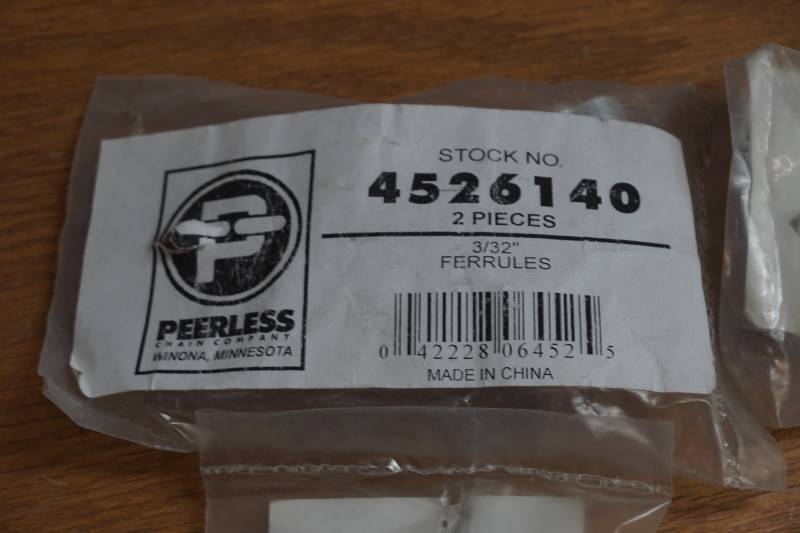 STOCK NO.
4526140
2 PIECES
3/32"
FERRULES
P
PEERLESS
CHAIN COMPANY
WINONA, MINNESOTA
0 42228 06452 5
MADE IN CHINA